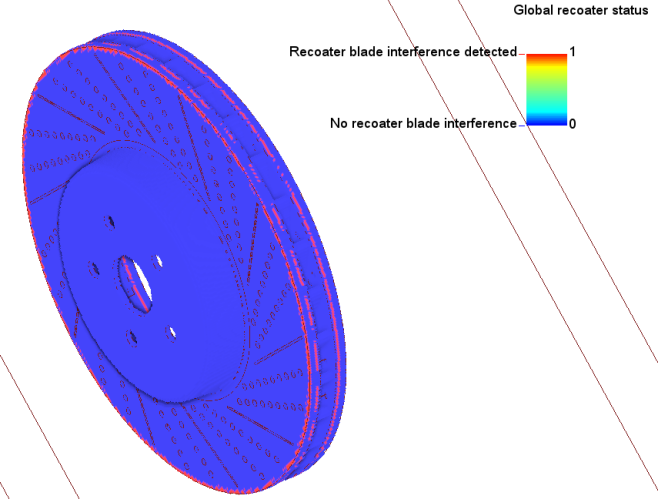 Global recoater status
Recoater blade interference detected 1
No recoater blade interference 0